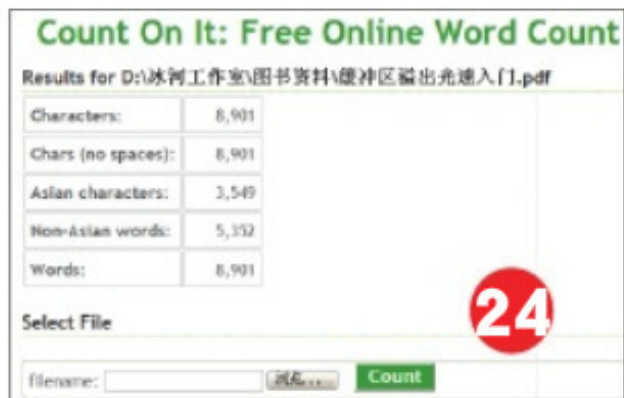 Count On It: Free Online Word Count
Results for D:\冰河工作室\图书资料\缓冲区溢出光速入门.pdf
Characters: 8,901
Chars (no spaces): 8,901
Asian characters: 3,549
Non-Asian words: 5,352
Words: 8,901
24
Select File
filename: 浏览... Count